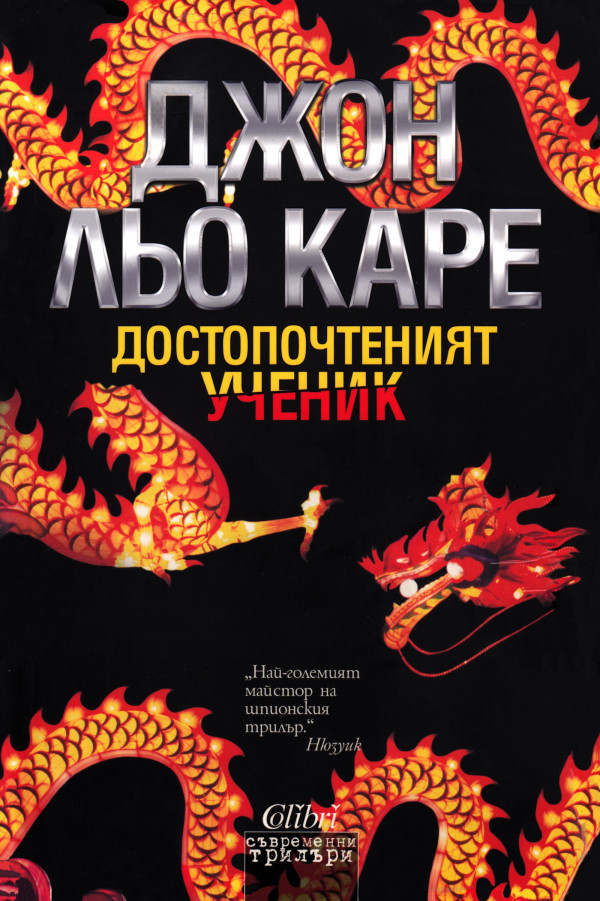 ДЖОН
ЛЬО КАРЕ
ДОСТОПОЧТЕНИЯТ
УЧЕНИК
„Най-големият
майстор на
шпионския
трилър.“
Нюзуик
Colibri
съвременни
трилъри